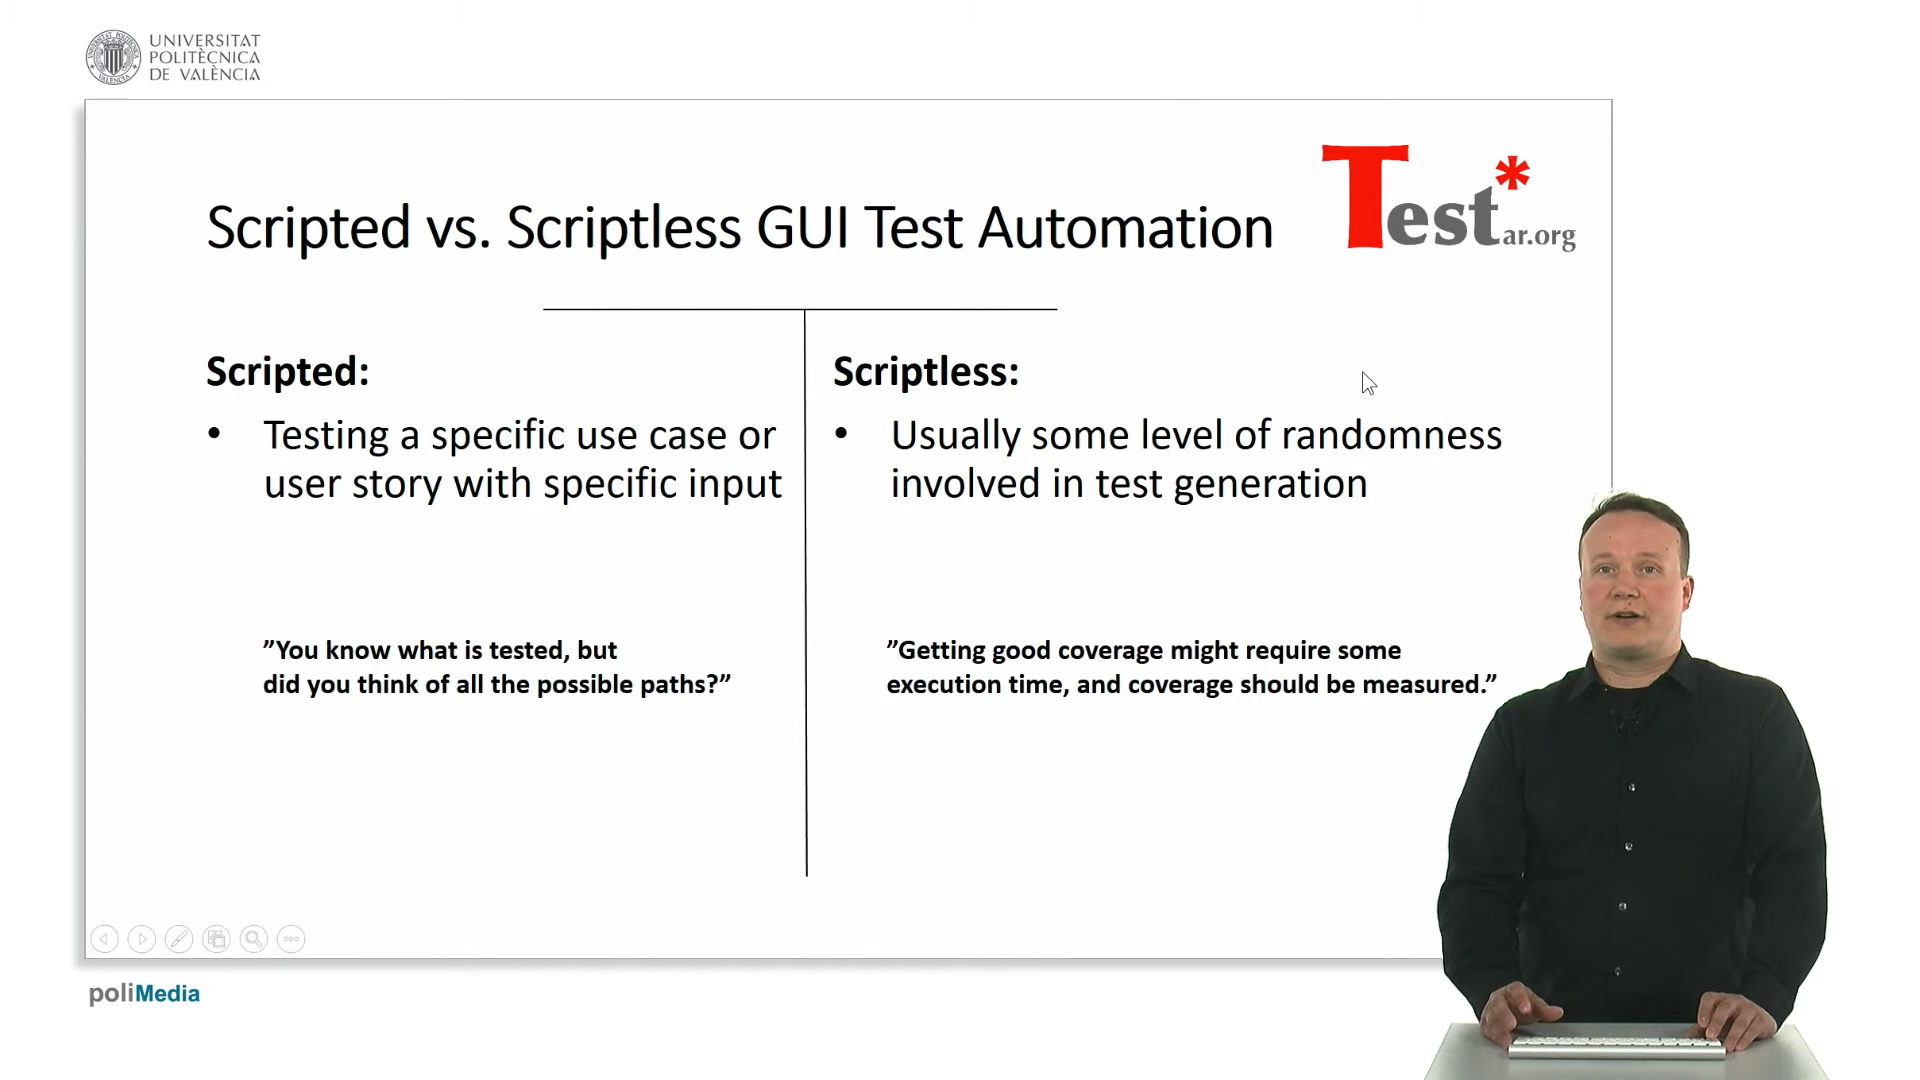 UNIVERSITAT
POLITÈCNICA
DE VALÈNCIA
Test*ar.org
Scripted vs. Scriptless GUI Test Automation
Scripted:
• Testing a specific use case or
user story with specific input
”You know what is tested, but
did you think of all the possible paths?”
Scriptless:
• Usually some level of randomness
involved in test generation
”Getting good coverage might require some
execution time, and coverage should be measured.”
poliMedia